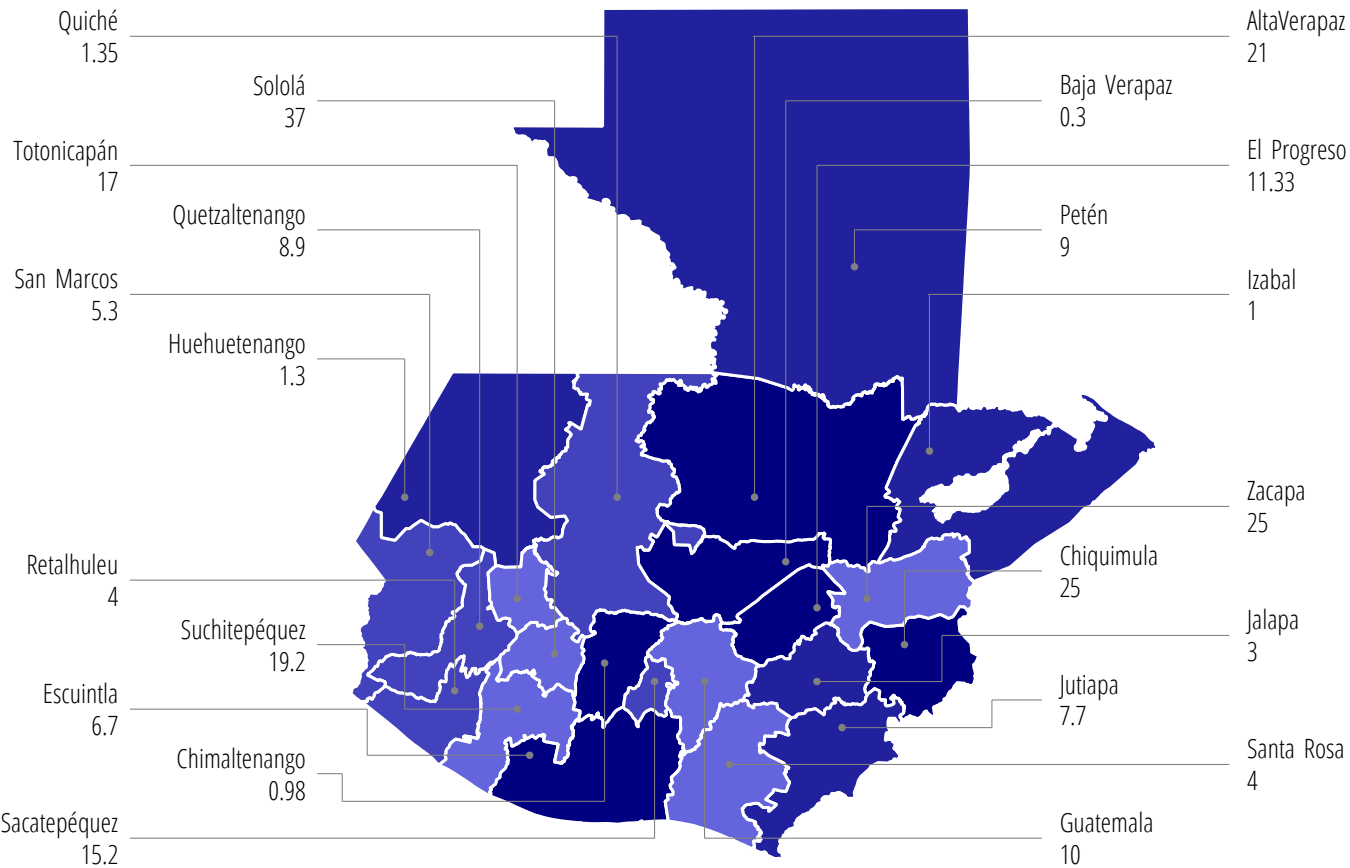 Quiché
1.35
Sololá
37
Totonicapán
17
Quetzaltenango
8.9
San Marcos
5.3
Huehuetenango
1.3
Retalhuleu
4
Suchitepéquez
19.2
Escuintla
6.7
Chimaltenango
0.98
Sacatepéquez
15.2
AltaVerapaz
21
Baja Verapaz
0.3
El Progreso
11.33
Petén
9
Izabal
1
Zacapa
25
Chiquimula
25
Jalapa
3
Jutiapa
7.7
Santa Rosa
4
Guatemala
10